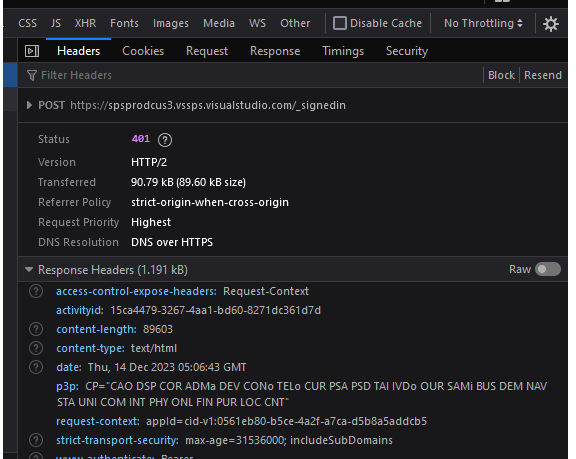 CSS JS XHR Fonts Images Media WS Other Disable Cache No Throttling
Headers Cookies Request Response Timings Security
Filter Headers Block Resend
POST https://spsprodcus3.vssps.visualstudio.com/_signedin
Status 401 ?
Version HTTP/2
Transferred 90.79 kB (89.60 kB size)
Referrer Policy strict-origin-when-cross-origin
Request Priority Highest
DNS Resolution DNS over HTTPS
Response Headers (1.191 kB) Raw
? access-control-expose-headers: Request-Context
activityid: 15ca4479-3267-4aa1-bd60-8271dc361d7d
? content-length: 89603
? content-type: text/html
? date: Thu, 14 Dec 2023 05:06:43 GMT
p3p: CP="CAO DSP COR ADMa DEV CONo TELo CUR PSA PSD TAI IVDo OUR SAMi BUS DEM NAV
STA UNI COM INT PHY ONL FIN PUR LOC CNT"
request-context: appId=cid-v1:0561eb80-b5ce-4a2f-a7ca-d5b8a5addcb5
? strict-transport-security: max-age=31536000; includeSubDomains
www-authenticate: Bearer